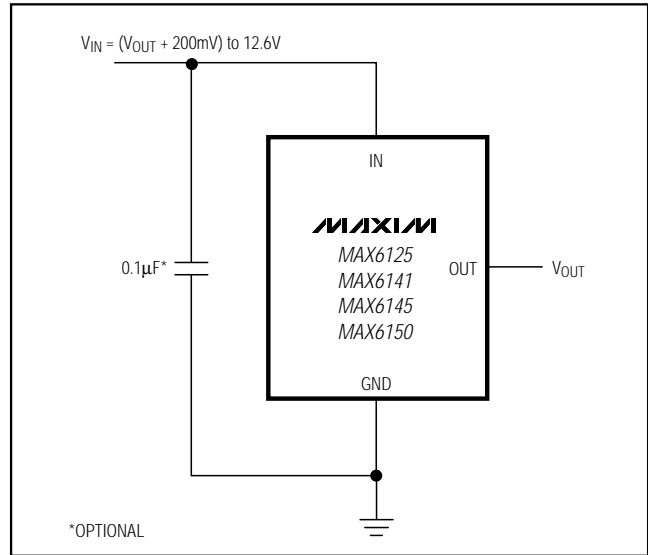 VIN = (VOUT + 200mV) to 12.6V
IN
MAXIM
MAX6125
MAX6141
MAX6145
MAX6150
0.1µF*
OUT
VOUT
GND
*OPTIONAL